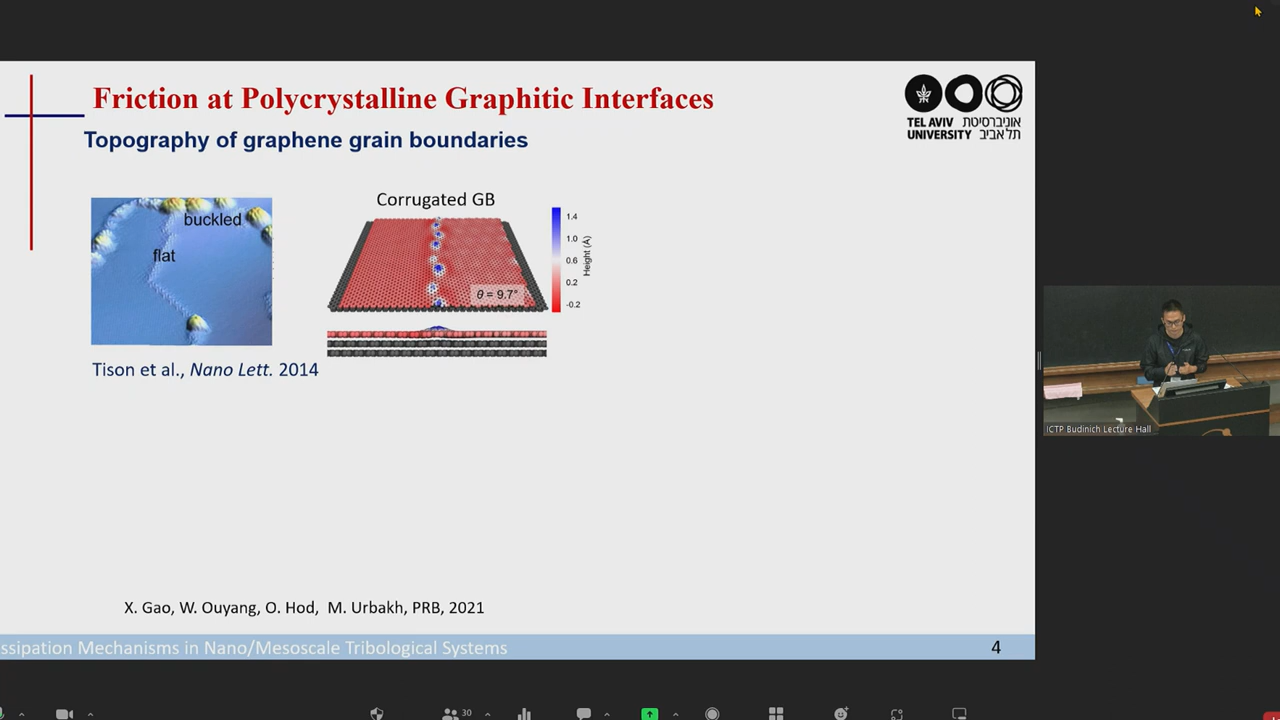 Friction at Polycrystalline Graphitic Interfaces
TEL AVIV אוניברסיטת
UNIVERSITY תל אביב
Topography of graphene grain boundaries
buckled
flat
Corrugated GB
θ = 9.7°
1.4
1.0
0.6
0.2
-0.2
Height (Å)
Tison et al., Nano Lett. 2014
X. Gao, W. Ouyang, O. Hod, M. Urbakh, PRB, 2021
ssipation Mechanisms in Nano/Mesoscale Tribological Systems
4
ICTP Budinich Lecture Hall
30